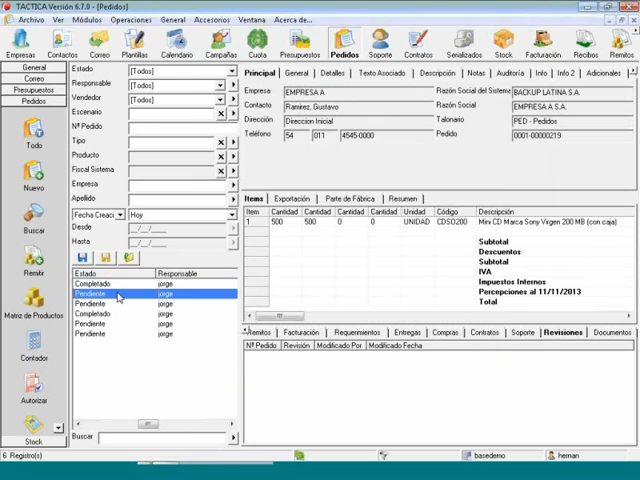 TACTICA Versión 6.7.0 - [Pedidos]
Archivo Ver Módulos Operaciones General Accesorios Ventana Acerca de...
Empresas Contactos Correo Plantillas Calendario Campañas Cuota Presupuestos Pedidos Soporte Contratos Serializados Stock Facturación Recibos Remitos
General
Correo
Presupuestos
Pedidos
Todo
Nuevo
Buscar
Remitir
Matriz de Productos
Contador
Autorizar
Stock
Estado [Todos]
Responsable [Todos]
Vendedor [Todos]
Escenario
Nº Pedido
Tipo
Producto
Fiscal Sistema
Empresa
Apellido
Fecha Creaci Hoy
Desde __/__/__
Hasta __/__/__
Estado Responsable
Completado jorge
Pendiente jorge
Pendiente jorge
Completado jorge
Pendiente jorge
Pendiente jorge
Buscar
Principal General Detalles Texto Asociado Descripción Notas Auditoría Info Info 2 Adicionales
Empresa EMPRESA A Razón Social del Sistema BACKUP LATINA S.A.
Contacto Ramirez, Gustavo Razón Social EMPRESA A S.A.
Dirección Direccion Inicial Talonario PED - Pedidos
Teléfono 54 011 4545-0000 Pedido 0001-00000219
Items Exportación Parte de Fábrica Resumen
Item Cantidad Cantidad Cantidad Cantidad Unidad Código Descripción
1 500 500 0 0 UNIDAD CDSO200 Mini CD Marca Sony Virgen 200 MB (con caja)
Subtotal
Descuentos
Subtotal
IVA
Impuestos Internos
Percepciones al 11/11/2013
Total
Remitos Facturación Requerimientos Entregas Compras Contratos Soporte Revisiones Documentos
Nº Pedido Revisión Modificado Por Modificado Fecha
6 Registro(s) basedemo hernan